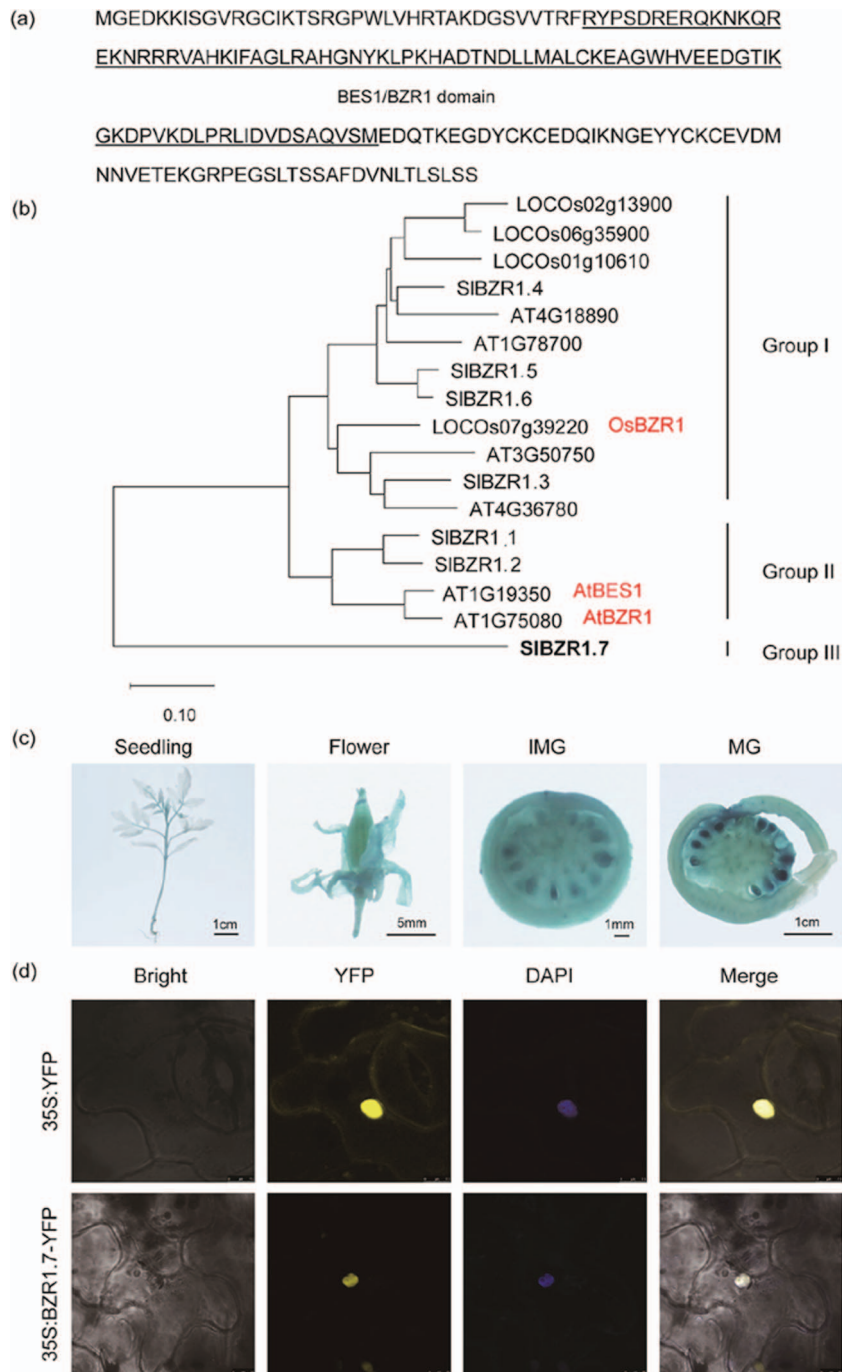 (a) MGEDKKISGVRGCIKTSRGPWLVHRTAKDGSVVTRFRYPSDRERQKNKQR
EKNRRRVAHKIFAGLRAHGNYKLPKHADTNDLLMALCKEAGWHVEEDGTIK
BES1/BZR1 domain
GKDPVKDLPRLIDVDSAQVSMEDQTKEGDYCKCEDQIKNGEYYCKCEVDM
NNVETEKGRPEGSLTSSAFDVNLTLSLSS
(b)
LOCOs02g13900
LOCOs06g35900
LOCOs01g10610
SlBZR1.4
AT4G18890
AT1G78700
Group I
SlBZR1.5
SlBZR1.6
LOCOs07g39220 OsBZR1
AT3G50750
SlBZR1.3
AT4G36780
SlBZR1.1
SlBZR1.2
Group II
AT1G19350 AtBES1
AT1G75080 AtBZR1
SlBZR1.7 Group III
0.10
(c)
Seedling Flower IMG MG
1cm 5mm 1mm 1cm
(d)
Bright YFP DAPI Merge
35S:YFP
35S:BZR1.7-YFP